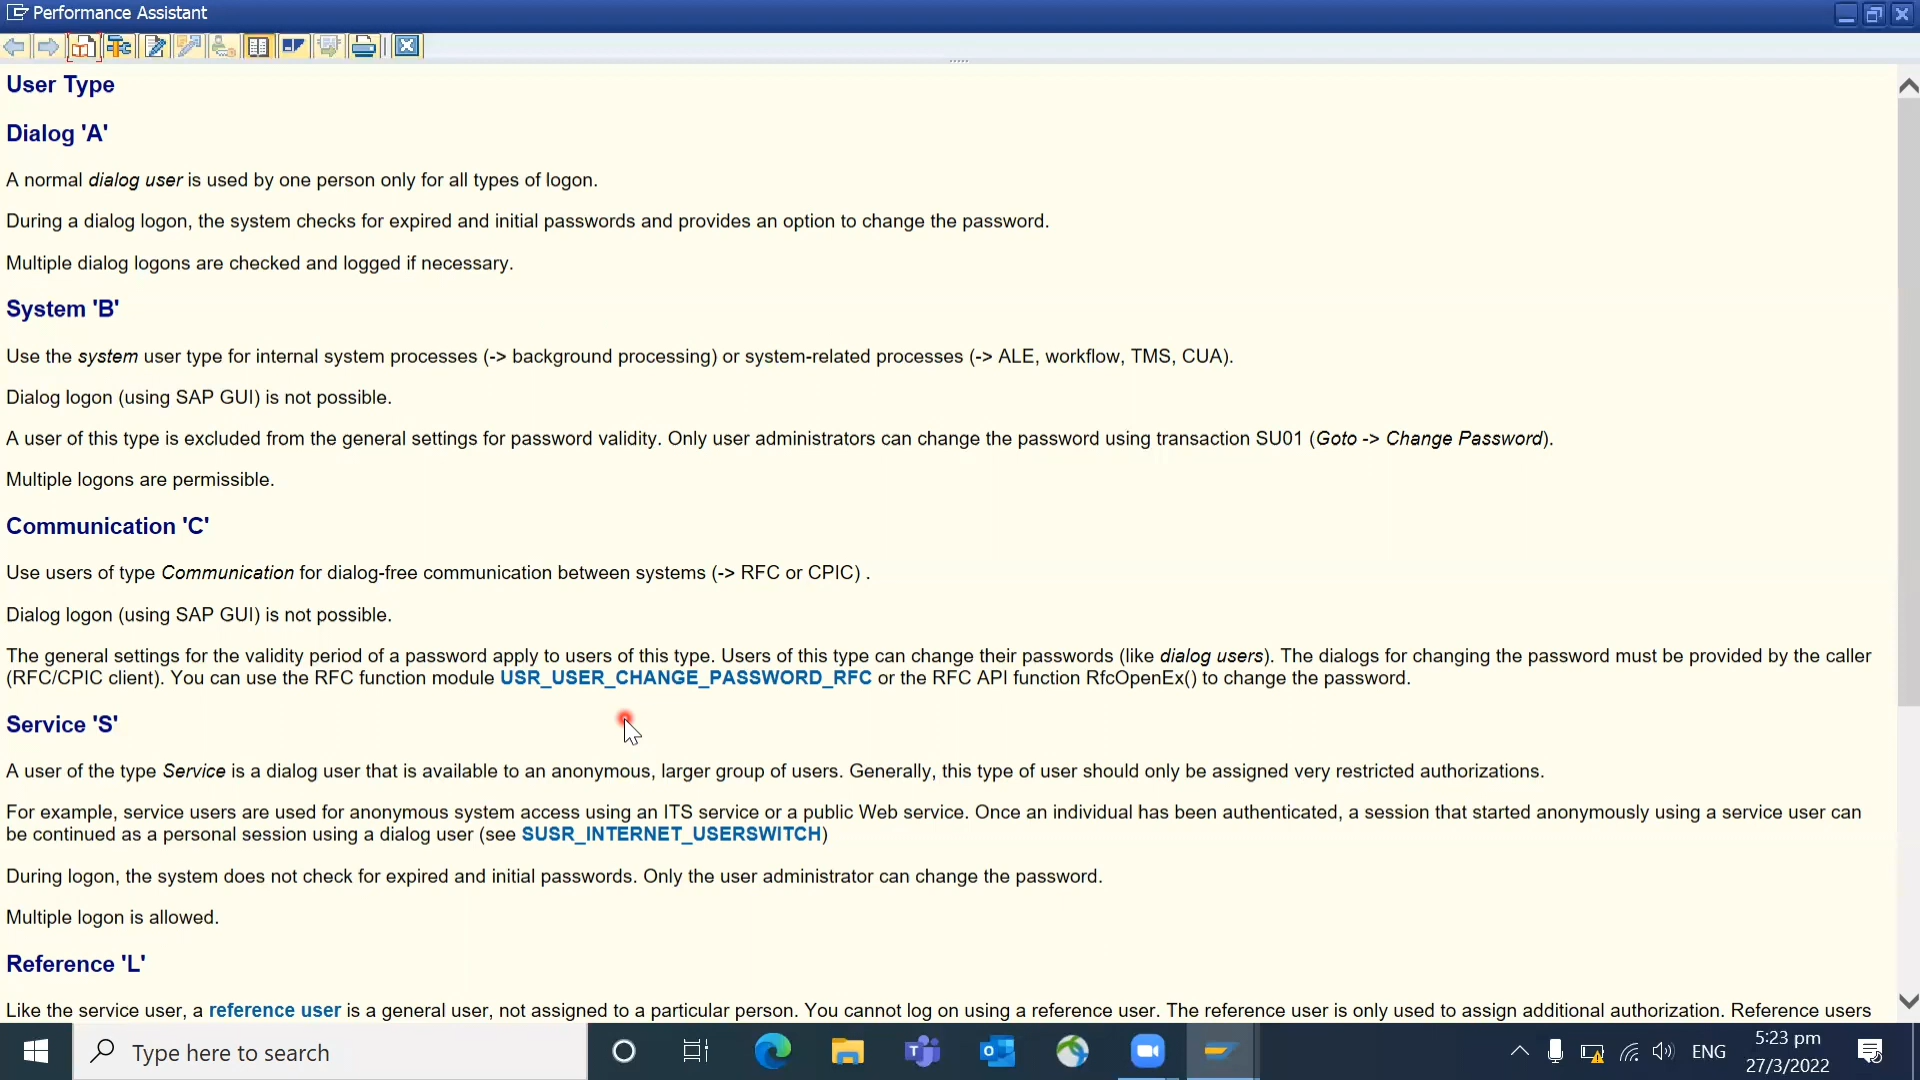 Performance Assistant
User Type
Dialog 'A'
A normal dialog user is used by one person only for all types of logon.
During a dialog logon, the system checks for expired and initial passwords and provides an option to change the password.
Multiple dialog logons are checked and logged if necessary.
System 'B'
Use the system user type for internal system processes (-> background processing) or system-related processes (-> ALE, workflow, TMS, CUA).
Dialog logon (using SAP GUI) is not possible.
A user of this type is excluded from the general settings for password validity. Only user administrators can change the password using transaction SU01 (Goto -> Change Password).
Multiple logons are permissible.
Communication 'C'
Use users of type Communication for dialog-free communication between systems (-> RFC or CPIC) .
Dialog logon (using SAP GUI) is not possible.
The general settings for the validity period of a password apply to users of this type. Users of this type can change their passwords (like dialog users). The dialogs for changing the password must be provided by the caller
(RFC/CPIC client). You can use the RFC function module USR_USER_CHANGE_PASSWORD_RFC or the RFC API function RfcOpenEx() to change the password.
Service 'S'
A user of the type Service is a dialog user that is available to an anonymous, larger group of users. Generally, this type of user should only be assigned very restricted authorizations.
For example, service users are used for anonymous system access using an ITS service or a public Web service. Once an individual has been authenticated, a session that started anonymously using a service user can
be continued as a personal session using a dialog user (see SUSR_INTERNET_USERSWITCH)
During logon, the system does not check for expired and initial passwords. Only the user administrator can change the password.
Multiple logon is allowed.
Reference 'L'
Like the service user, a reference user is a general user, not assigned to a particular person. You cannot log on using a reference user. The reference user is only used to assign additional authorization. Reference users
Type here to search
ENG
5:23 pm
27/3/2022